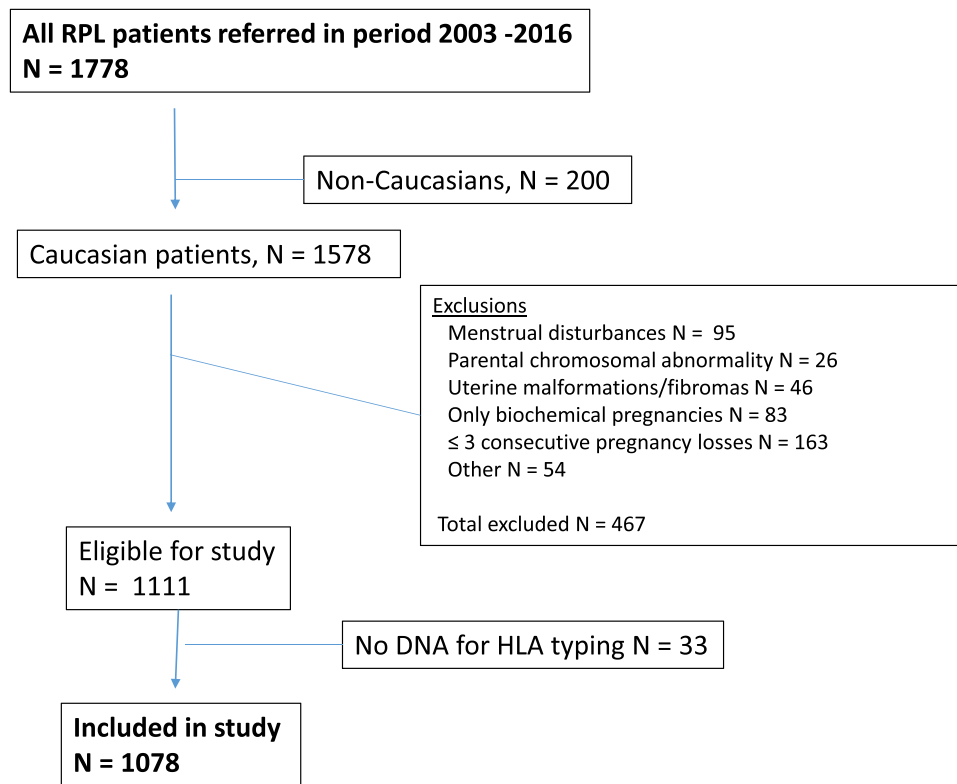 All RPL patients referred in period 2003 -2016
N = 1778
Non-Caucasians, N = 200
Caucasian patients, N = 1578
Exclusions
Menstrual disturbances N = 95
Parental chromosomal abnormality N = 26
Uterine malformations/fibromas N = 46
Only biochemical pregnancies N = 83
≤ 3 consecutive pregnancy losses N = 163
Other N = 54
Total excluded N = 467
Eligible for study
N = 1111
No DNA for HLA typing N = 33
Included in study
N = 1078